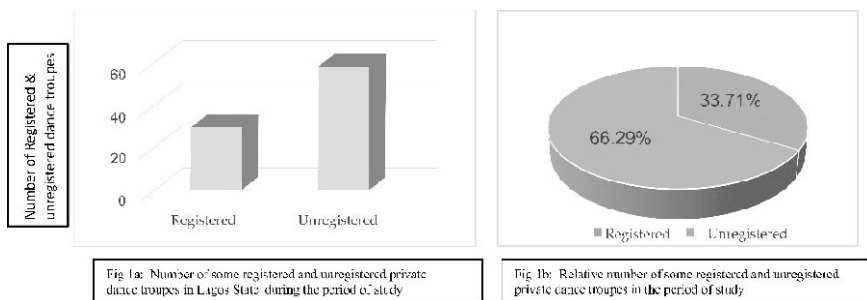 Number of Registered &
unregistered dance troupes
60
40
20
0
Registered
Unregistered
33.71%
66.29%
Registered
Unregistered
Fig 1a: Number of some registered and unregistered private
dance troupes in Lagos State during the period of study
Fig 1b: Relative number of some registered and unregistered
private dance troupes in the period of study